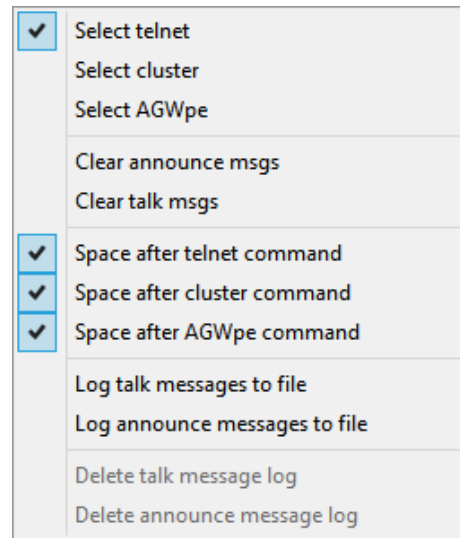 Select telnet
Select cluster
Select AGWpe
Clear announce msgs
Clear talk msgs
Space after telnet command
Space after cluster command
Space after AGWpe command
Log talk messages to file
Log announce messages to file
Delete talk message log
Delete announce message log